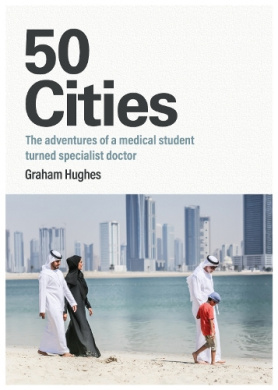 50
Cities
The adventures of a medical student
turned specialist doctor
Graham Hughes